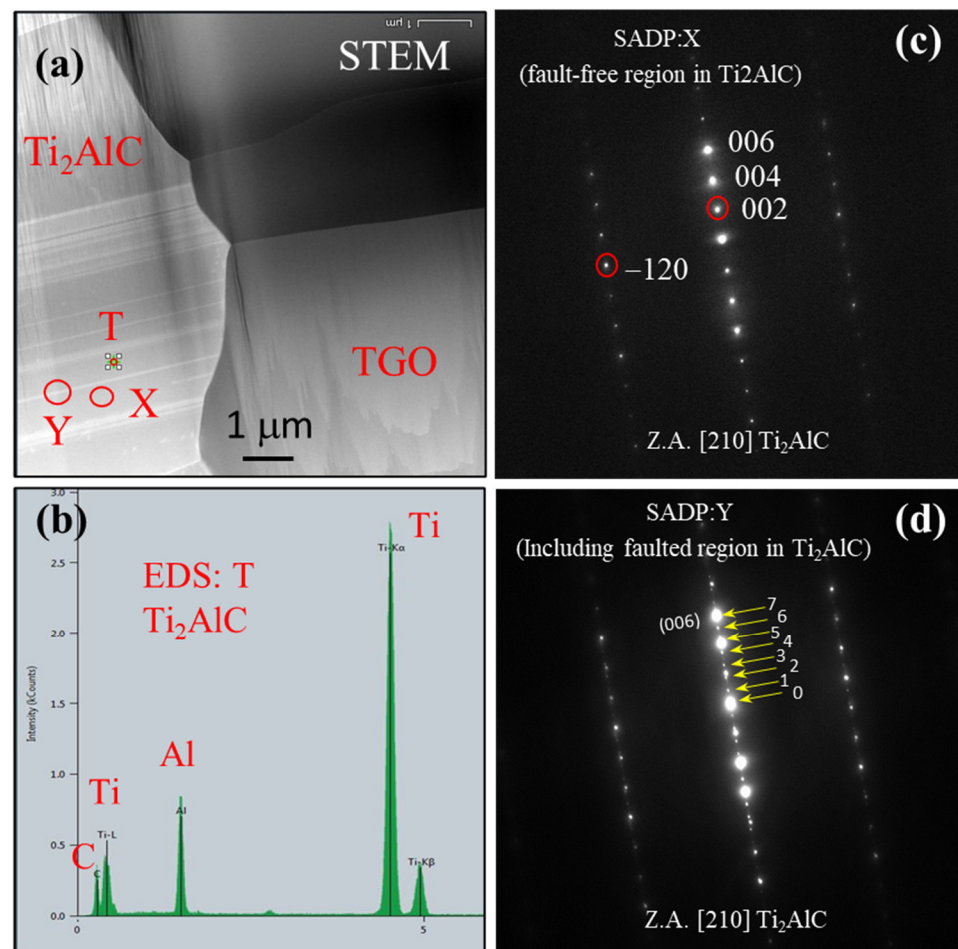 (a)
1 μm
STEM
Ti₂AlC
T
Y
X
TGO
1 μm
(b)
3.0
2.5
2.0
1.5
1.0
0.5
0.0
Intensity (kCounts)
EDS: T
Ti₂AlC
C
C
Ti
Ti-L
Al
Al
Ti
Ti-Kα
Ti-Kβ
0
5
(c)
SADP:X
(fault-free region in Ti2AlC)
006
004
002
–120
Z.A. [210] Ti₂AlC
(d)
SADP:Y
(Including faulted region in Ti₂AlC)
(006)
7
6
5
4
3
2
1
0
Z.A. [210] Ti₂AlC